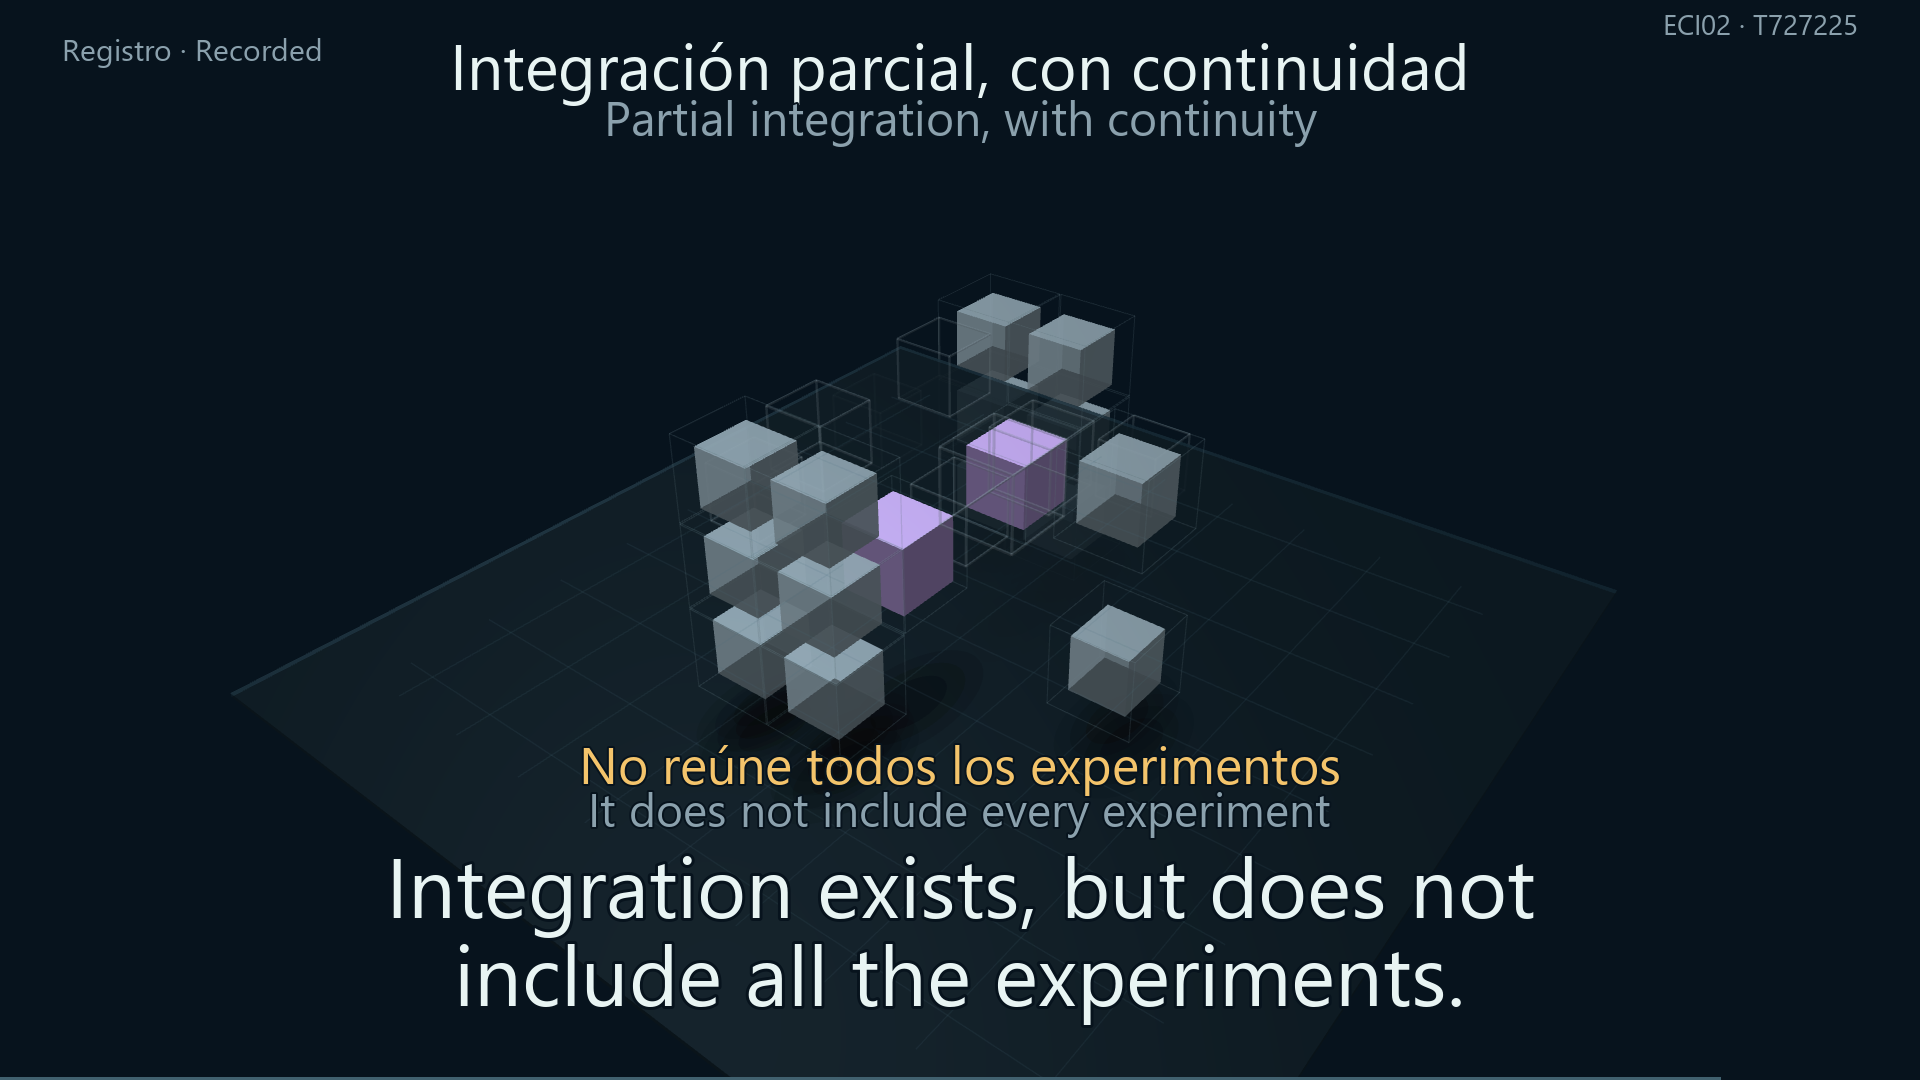 Registro · Recorded
ECI02 · T727225
Integración parcial, con continuidad
Partial integration, with continuity
No reúne todos los experimentos
It does not include every experiment
Integration exists, but does not
include all the experiments.